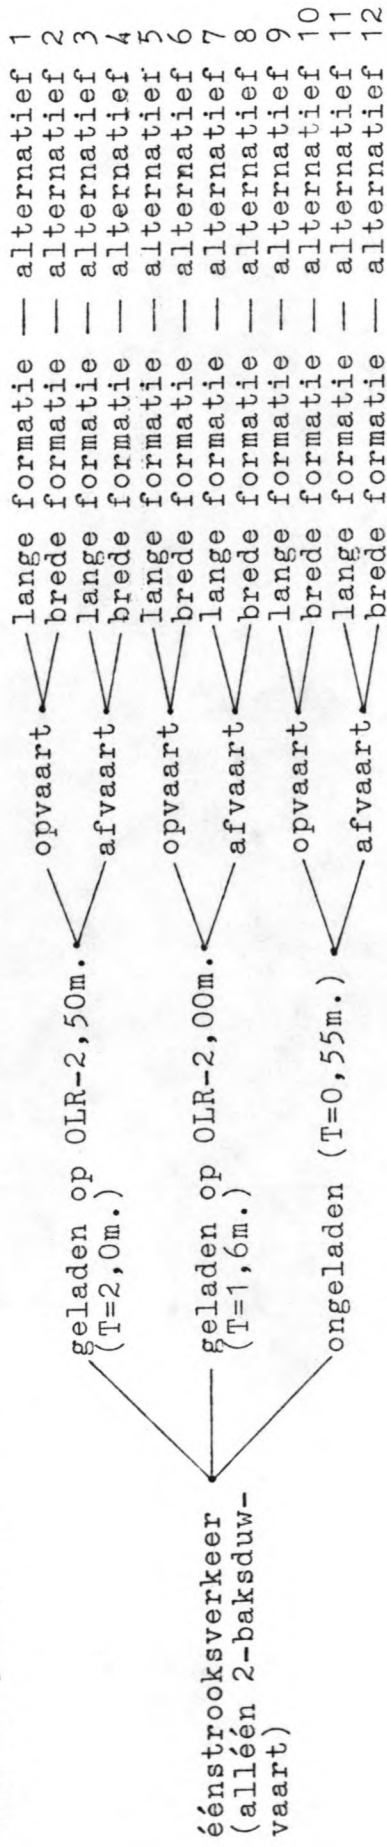 éénstrooksverkeer
(alléén 2-baksduw-
vaart)
geladen op OLR-2,50m.
(T=2,0m.)
geladen op OLR-2,00m.
(T=1,6m.)
ongeladen (T=0,55m.)
opvaart
afvaart
opvaart
afvaart
opvaart
afvaart
lange formatie — alternatief 1
brede formatie — alternatief 2
lange formatie — alternatief 3
brede formatie — alternatief 4
lange formatie — alternatief 5
brede formatie — alternatief 6
lange formatie — alternatief 7
brede formatie — alternatief 8
lange formatie — alternatief 9
brede formatie — alternatief 10
lange formatie — alternatief 11
brede formatie — alternatief 12